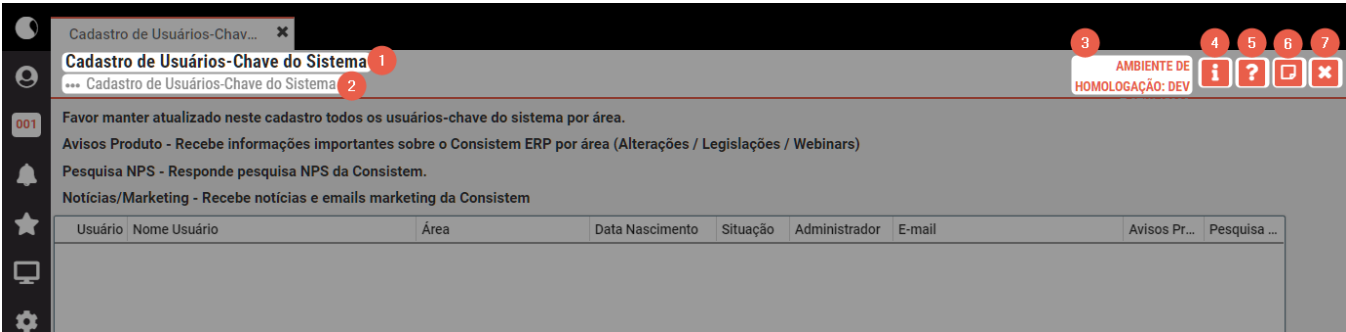 Cadastro de Usuários-Chav...
Cadastro de Usuários-Chave do Sistema 1
... Cadastro de Usuários-Chave do Sistema 2
3 4 5 6 7
AMBIENTE DE
HOMOLOGAÇÃO: DEV
001
Favor manter atualizado neste cadastro todos os usuários-chave do sistema por área.
Avisos Produto - Recebe informações importantes sobre o Consistem ERP por área (Alterações / Legislações / Webinars)
Pesquisa NPS - Responde pesquisa NPS da Consistem.
Notícias/Marketing - Recebe notícias e emails marketing da Consistem
Usuário Nome Usuário Área Data Nascimento Situação Administrador E-mail Avisos Pr... Pesquisa ...